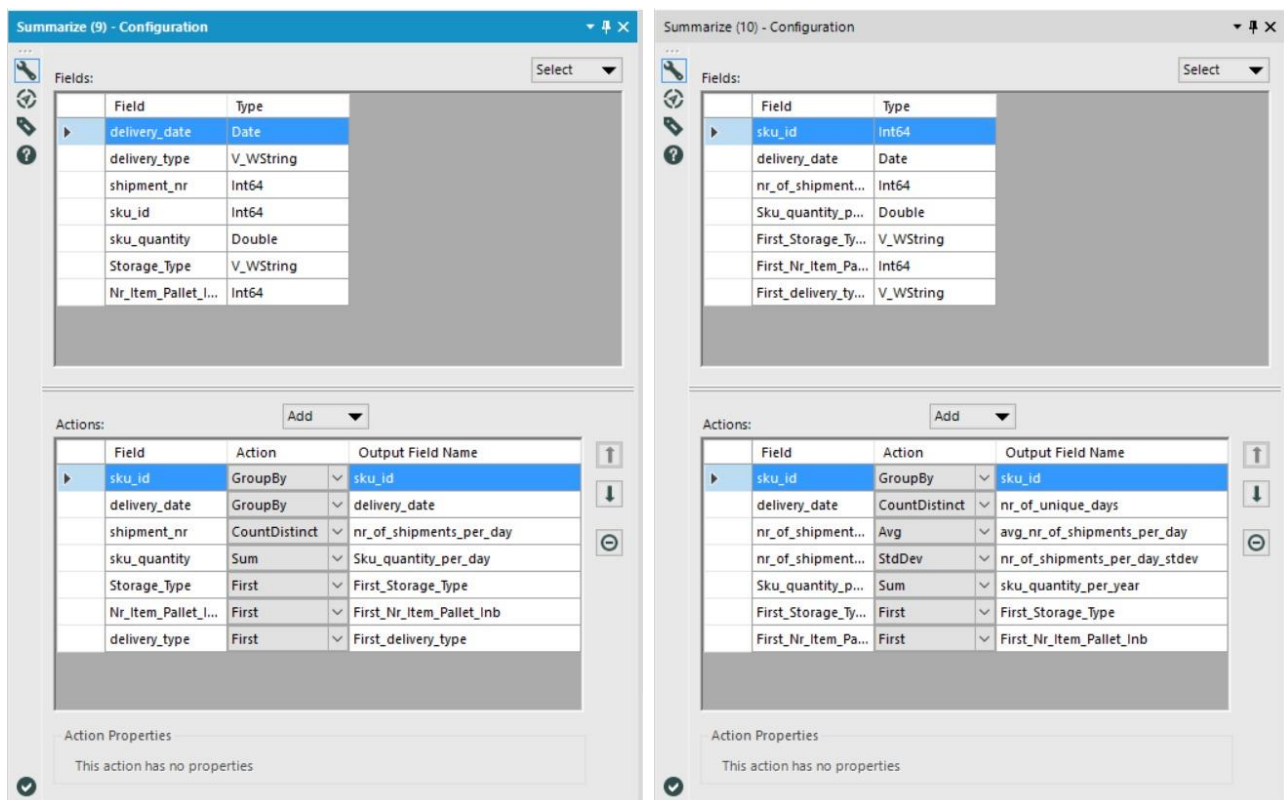 Summarize (9) - Configuration
Select
Fields:
Field Type
delivery_date Date
delivery_type V_WString
shipment_nr Int64
sku_id Int64
sku_quantity Double
Storage_Type V_WString
Nr_Item_Pallet_I... Int64
Add
Actions:
Field Action Output Field Name
sku_id GroupBy sku_id
delivery_date GroupBy delivery_date
shipment_nr CountDistinct nr_of_shipments_per_day
sku_quantity Sum Sku_quantity_per_day
Storage_Type First First_Storage_Type
Nr_Item_Pallet_I... First First_Nr_Item_Pallet_Inb
delivery_type First First_delivery_type
Action Properties
This action has no properties
Summarize (10) - Configuration
Select
Fields:
Field Type
sku_id Int64
delivery_date Date
nr_of_shipment... Int64
Sku_quantity_p... Double
First_Storage_Ty... V_WString
First_Nr_Item_Pa... Int64
First_delivery_ty... V_WString
Add
Actions:
Field Action Output Field Name
sku_id GroupBy sku_id
delivery_date CountDistinct nr_of_unique_days
nr_of_shipment... Avg avg_nr_of_shipments_per_day
nr_of_shipment... StdDev nr_of_shipments_per_day_stdev
Sku_quantity_p... Sum sku_quantity_per_year
First_Storage_Ty... First First_Storage_Type
First_Nr_Item_Pa... First First_Nr_Item_Pallet_Inb
Action Properties
This action has no properties